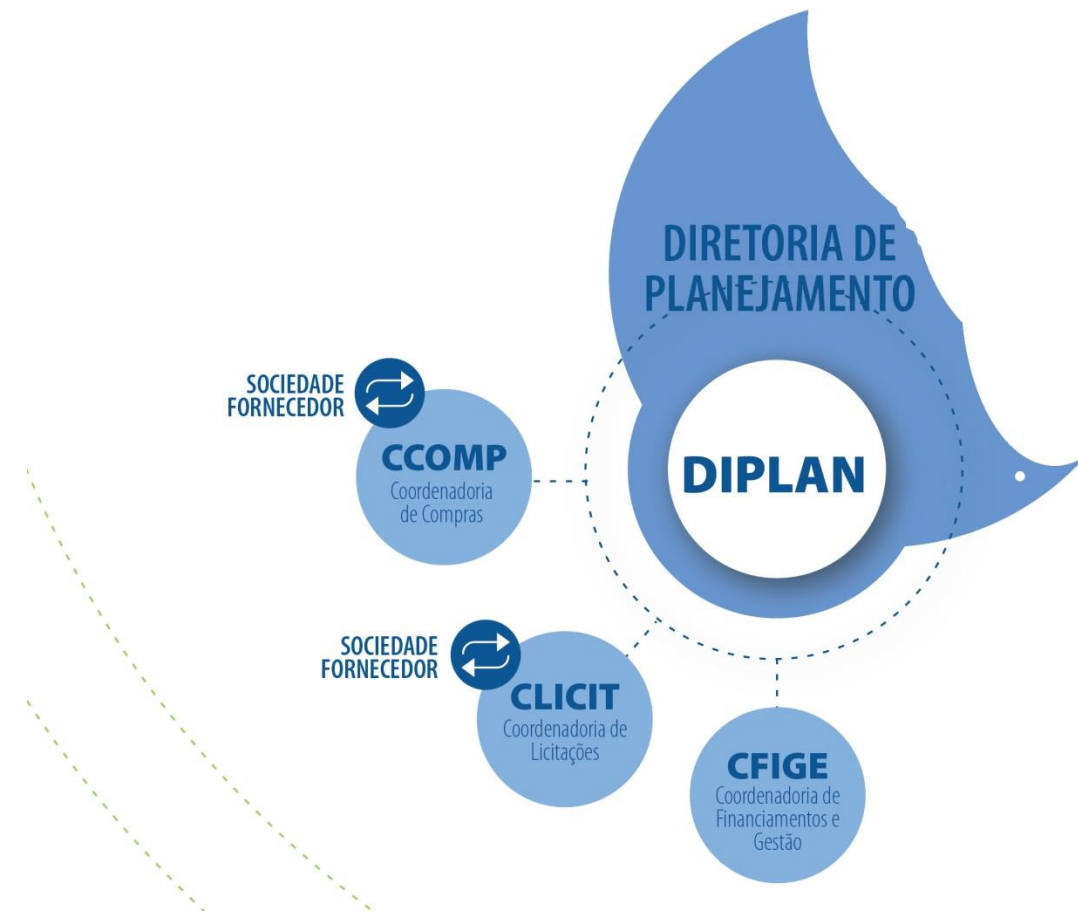 DIRETORIA DE
PLANEJAMENTO
DIPLAN
SOCIEDADE
FORNECEDOR
CCOMP
Coordenadoria
de Compras
SOCIEDADE
FORNECEDOR
CLICIT
Coordenadoria de
Licitações
CFIGE
Coordenadoria de
Financiamentos e
Gestão